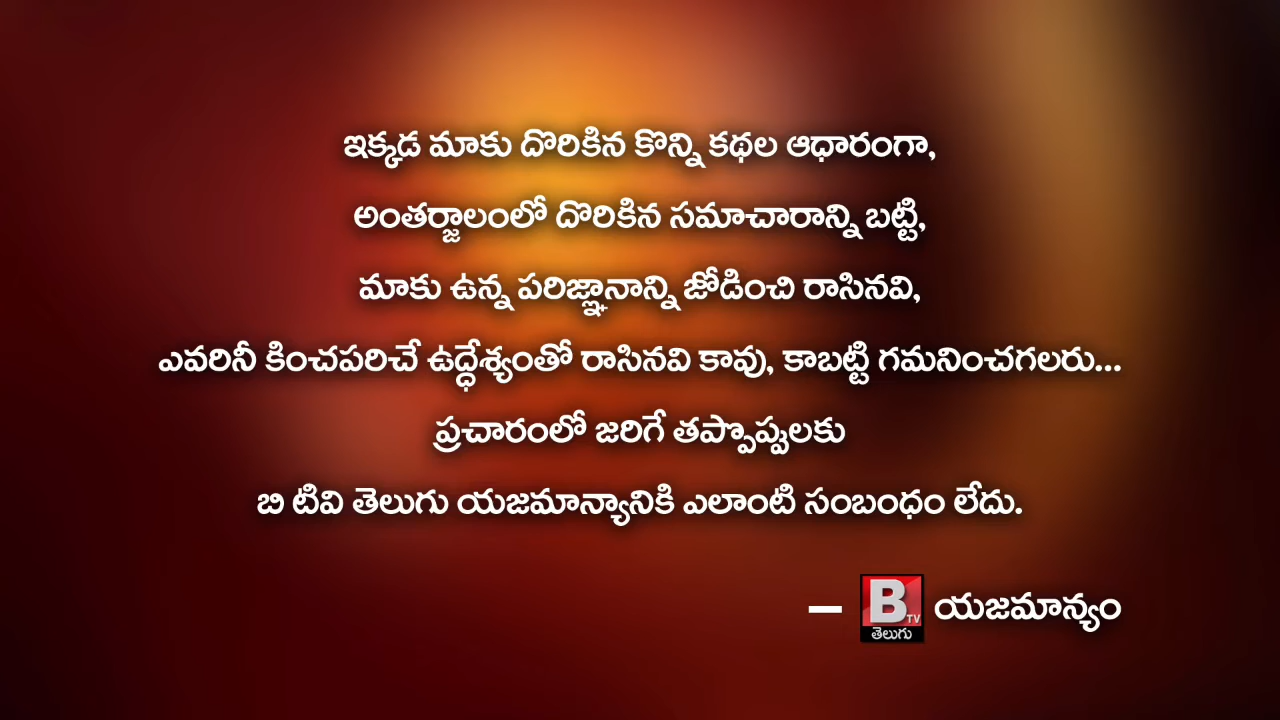 ఇక్కడ మాకు దొరికిన కొన్ని కథల ఆధారంగా,
అంతర్జాలంలో దొరికిన సమాచారాన్ని బట్టి,
మాకు ఉన్న పరిజ్ఞానాన్ని జోడించి రాసినవి,
ఎవరినీ కించపరిచే ఉద్ధేశ్యంతో రాసినవి కావు, కాబట్టి గమనించగలరు...
ప్రచారంలో జరిగే తప్పొప్పులకు
బి టివి తెలుగు యజమాన్యానికి ఎలాంటి సంబంధం లేదు.
– B TV తెలుగు యజమాన్యం